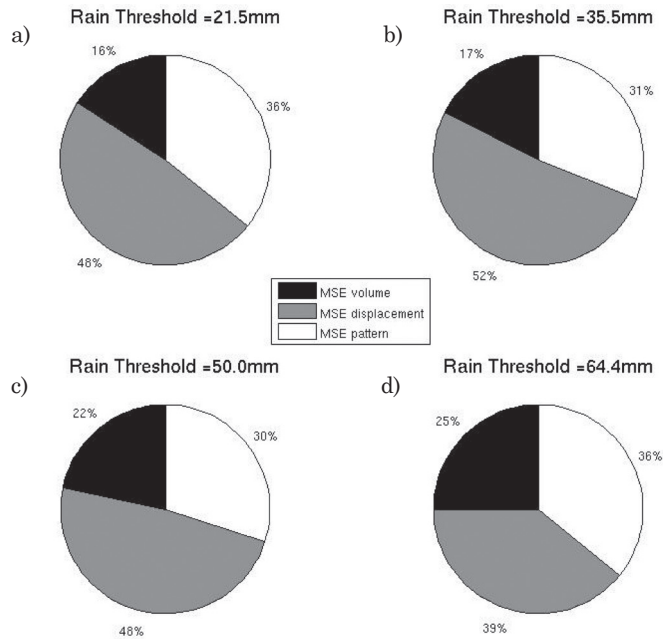 a)
Rain Threshold =21.5mm
16%
36%
48%
b)
Rain Threshold =35.5mm
17%
31%
52%
MSE volume
MSE displacement
MSE pattern
c)
Rain Threshold =50.0mm
22%
30%
48%
d)
Rain Threshold =64.4mm
25%
36%
39%